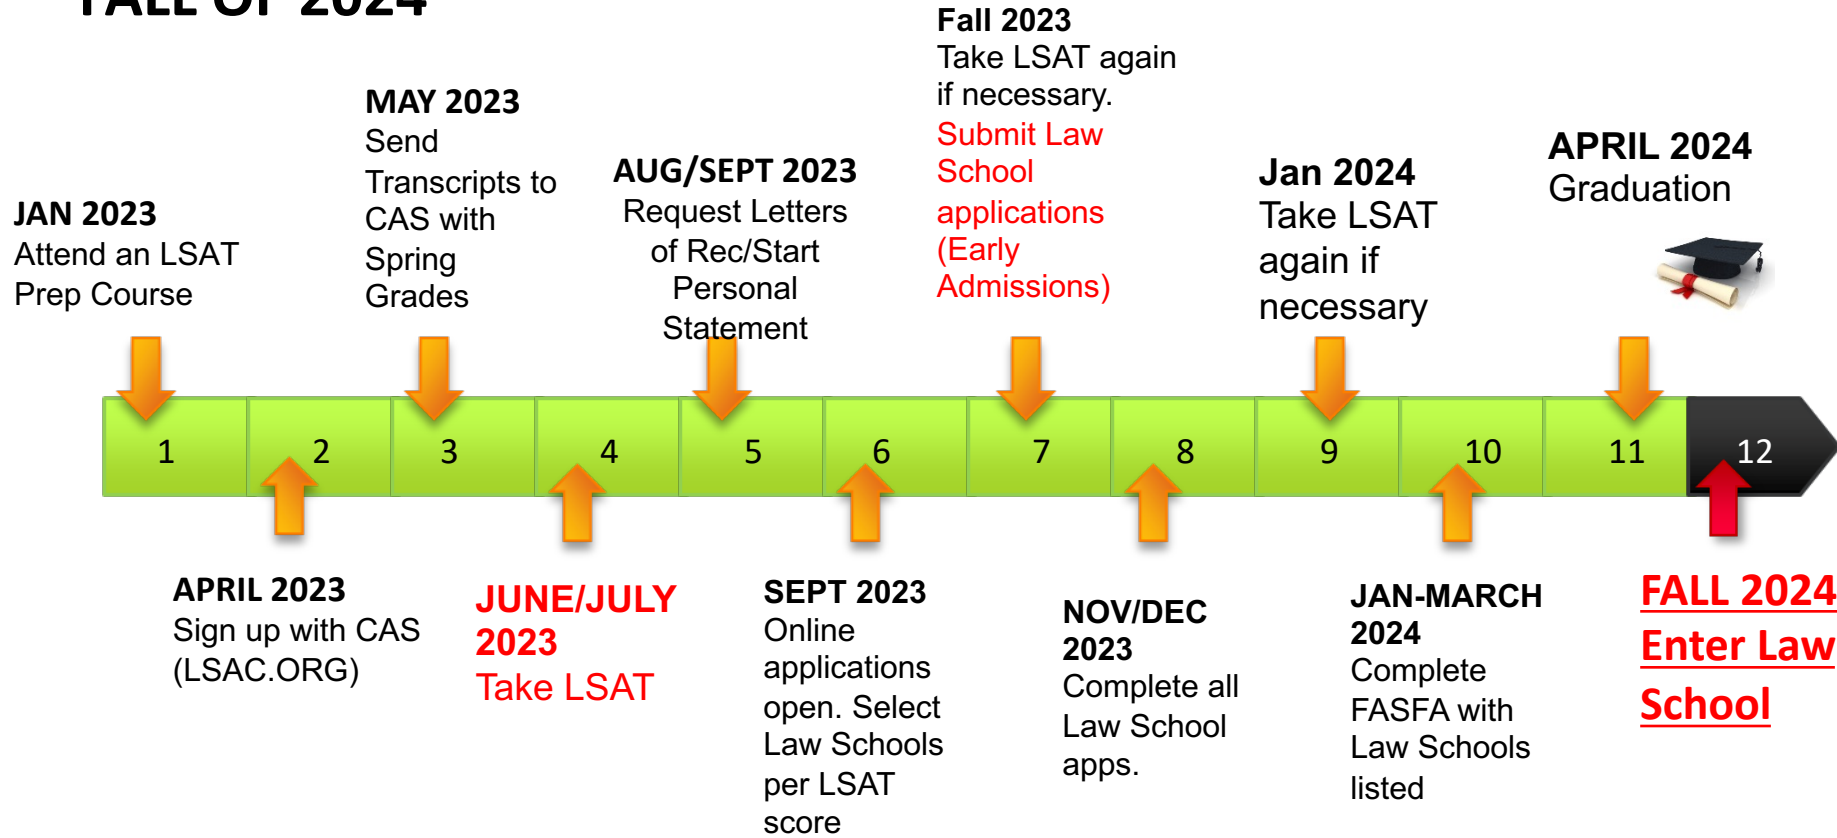 FALL OF 2024
JAN 2023
Attend an LSAT
Prep Course
MAY 2023
Send
Transcripts to
CAS with
Spring
Grades
AUG/SEPT 2023
Request Letters
of Rec/Start
Personal
Statement
Fall 2023
Take LSAT again
if necessary.
Submit Law
School
applications
(Early
Admissions)
Jan 2024
Take LSAT
again if
necessary
APRIL 2024
Graduation
1
2
3
4
5
6
7
8
9
10
11
12
APRIL 2023
Sign up with CAS
(LSAC.ORG)
JUNE/JULY
2023
Take LSAT
SEPT 2023
Online
applications
open. Select
Law Schools
per LSAT
score
NOV/DEC
2023
Complete all
Law School
apps.
JAN-MARCH
2024
Complete
FASFA with
Law Schools
listed
FALL 2024
Enter Law
School